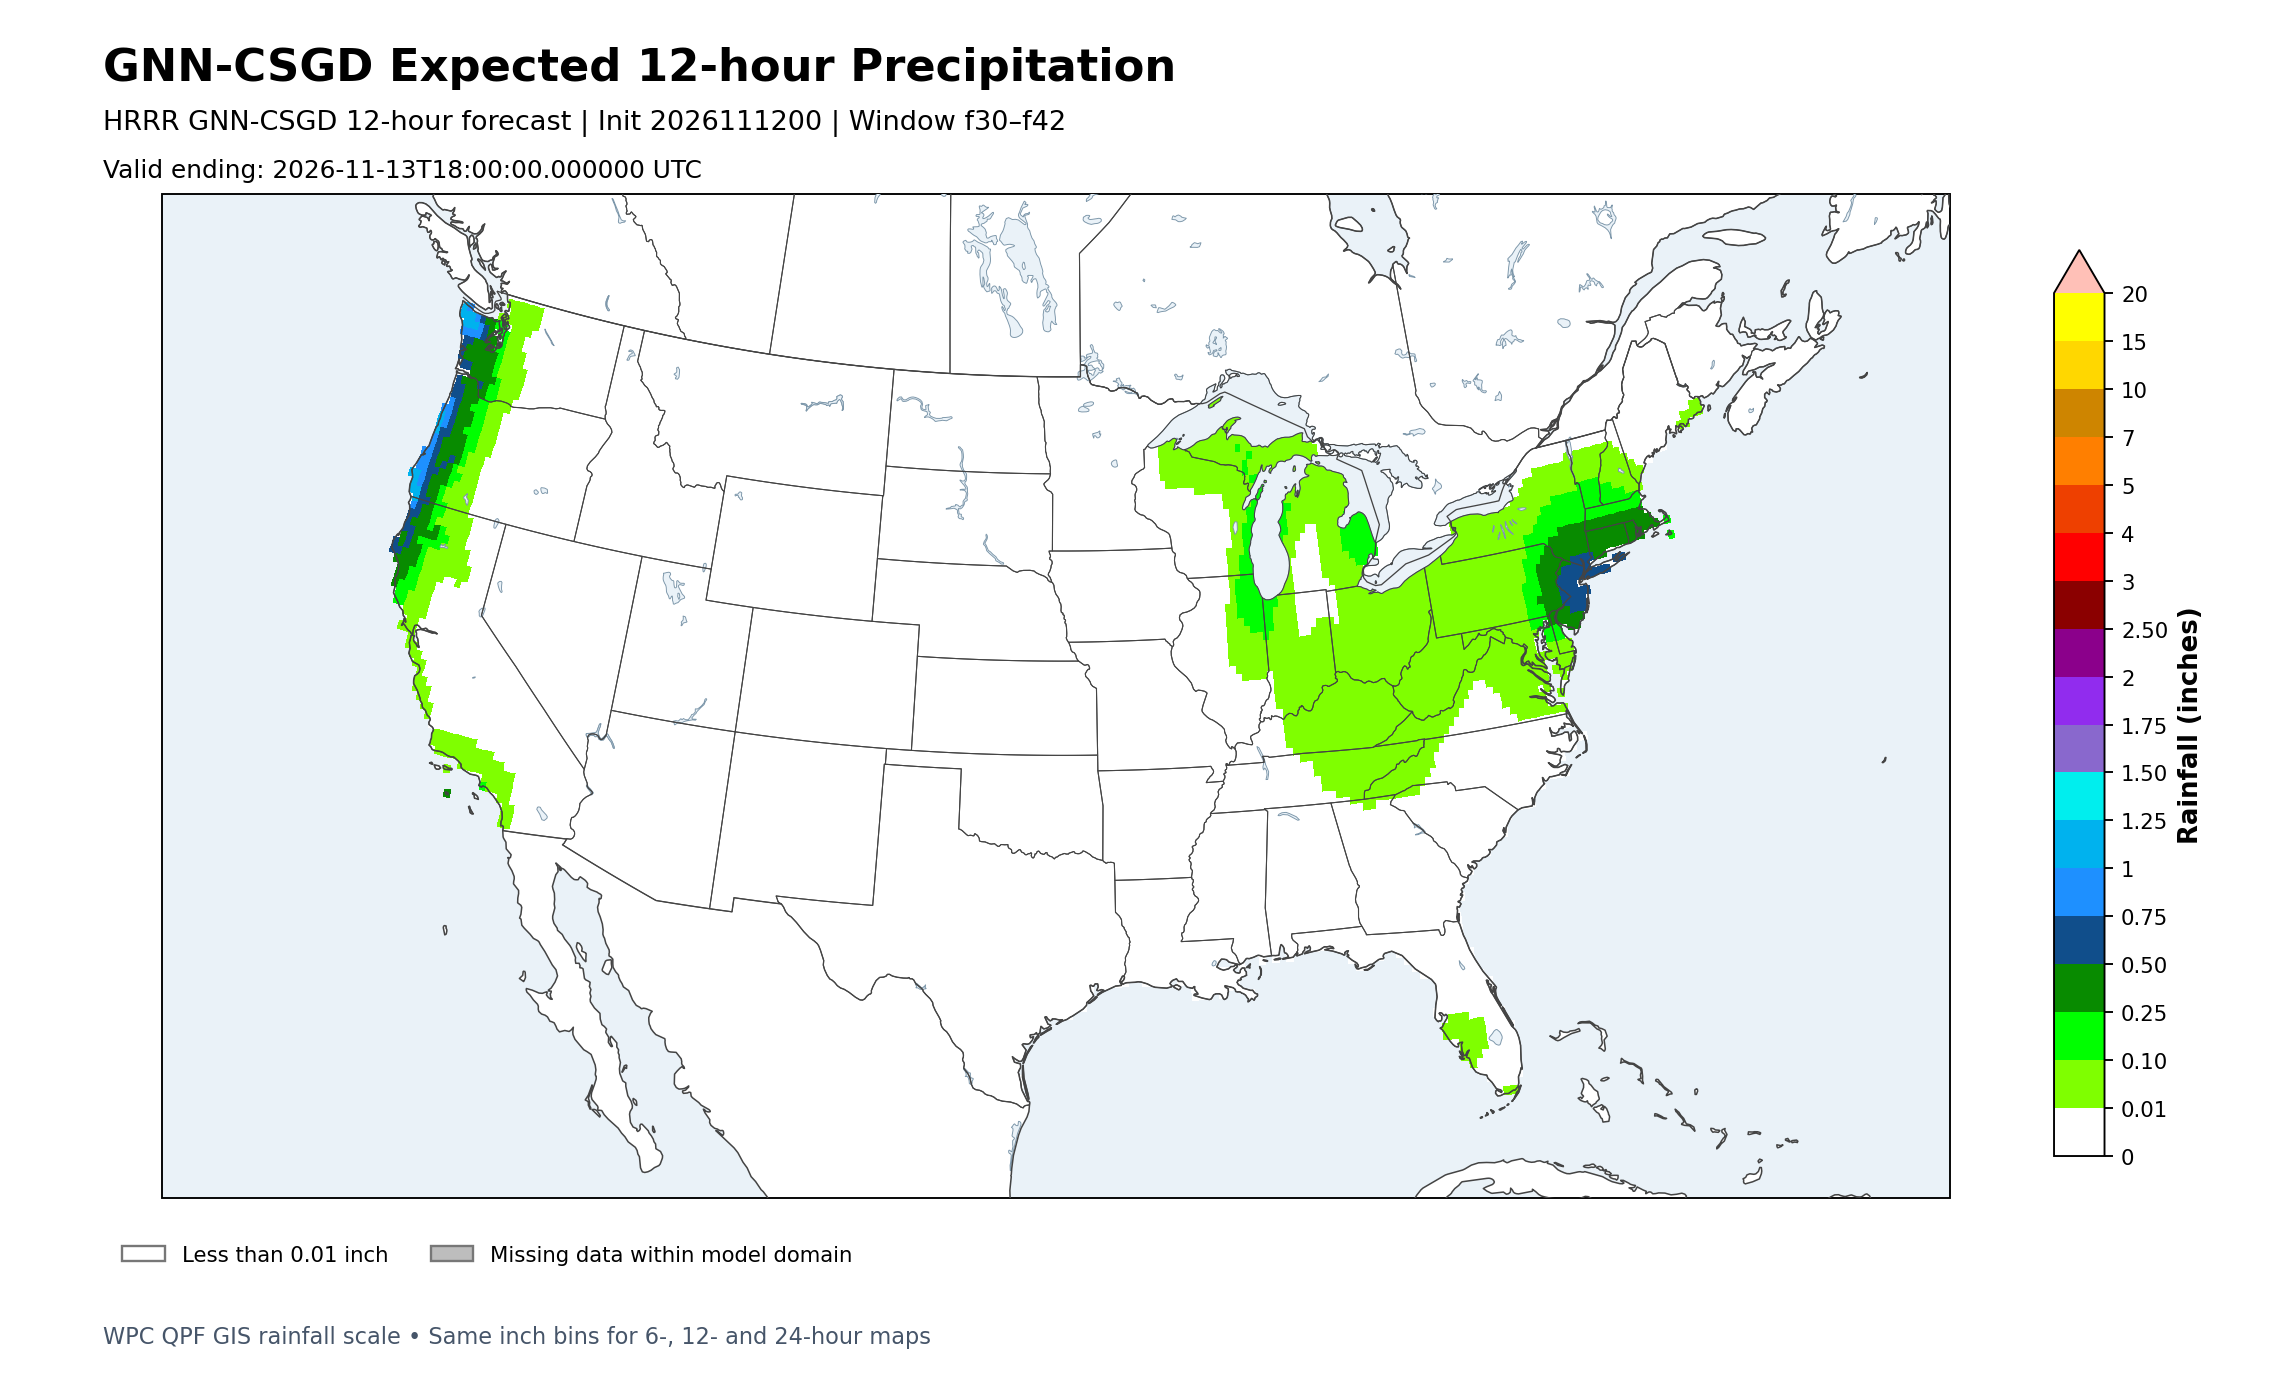 GNN-CSGD Expected 12-hour Precipitation
HRRR GNN-CSGD 12-hour forecast | Init 2026111200 | Window f30–f42
Valid ending: 2026-11-13T18:00:00.000000 UTC
20
15
10
7
5
4
3
2.50
2
1.75
1.50
1.25
1
0.75
0.50
0.25
0.10
0.01
0
Rainfall (inches)
Less than 0.01 inch
Missing data within model domain
WPC QPF GIS rainfall scale • Same inch bins for 6-, 12- and 24-hour maps